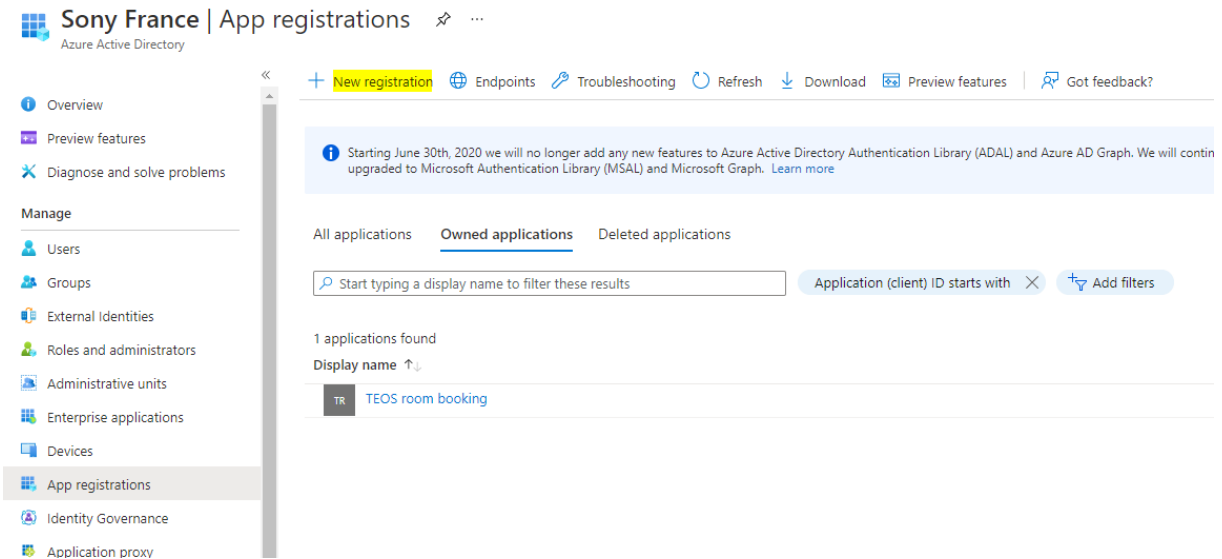 Sony France | App registrations ...
Azure Active Directory
«
New registration Endpoints Troubleshooting Refresh Download Preview features Got feedback?
Overview
Preview features
Diagnose and solve problems
Manage
Users
Groups
External Identities
Roles and administrators
Administrative units
Enterprise applications
Devices
App registrations
Identity Governance
Application proxy
Starting June 30th, 2020 we will no longer add any new features to Azure Active Directory Authentication Library (ADAL) and Azure AD Graph. We will contin
upgraded to Microsoft Authentication Library (MSAL) and Microsoft Graph. Learn more
All applications Owned applications Deleted applications
Start typing a display name to filter these results
Application (client) ID starts with Add filters
1 applications found
Display name ↑↓
TR TEOS room booking